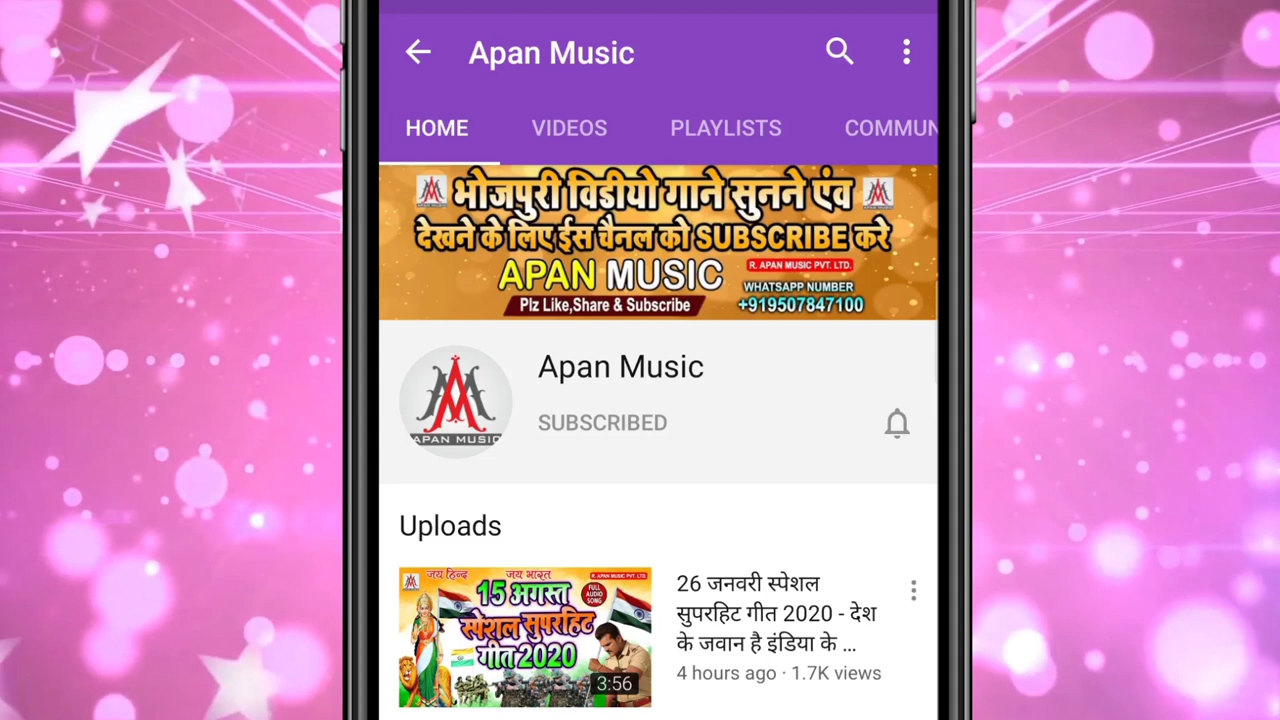 Apan Music
HOME VIDEOS PLAYLISTS COMMUN
भोजपुरी विडीयो गाने सुनने एंव
देखने के लिए ईस चैनल को SUBSCRIBE करे
APAN MUSIC
R. APAN MUSIC PVT. LTD.
WHATSAPP NUMBER
+919507847100
Plz Like,Share & Subscribe
Apan Music
SUBSCRIBED
APAN MUSIC
Uploads
जय हिन्द जय भारत
R. APAN MUSIC PVT. LTD
15 अगस्त
FULL
AUDIO
SONG
स्पेशल सुपरहिट
गीत 2020
3:56
26 जनवरी स्पेशल
सुपरहिट गीत 2020 - देश
के जवान है इंडिया के ...
4 hours ago · 1.7K views